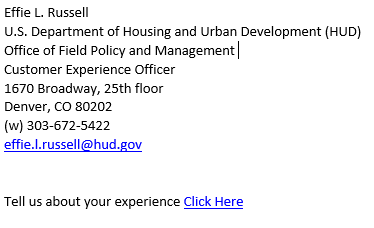 Effie L. Russell
U.S. Department of Housing and Urban Development (HUD)
Office of Field Policy and Management
Customer Experience Officer
1670 Broadway, 25th floor
Denver, CO 80202
(w) 303-672-5422
effie.l.russell@hud.gov
Tell us about your experience Click Here